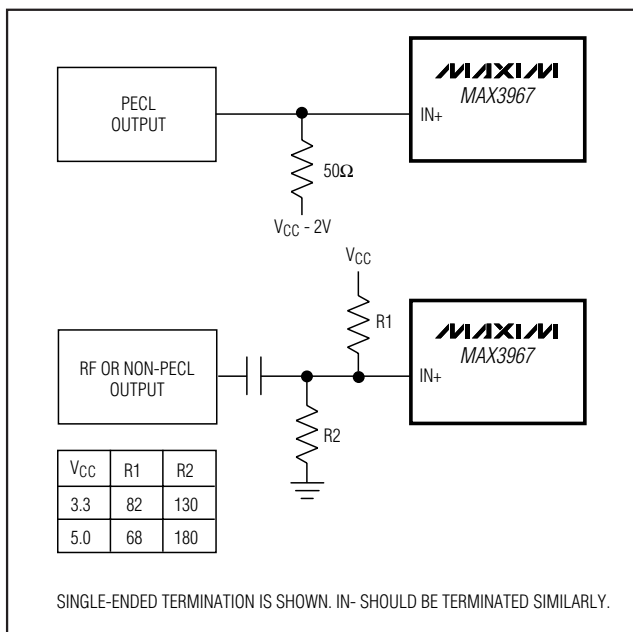 PECL
OUTPUT
MAXIM
MAX3967
IN+
50Ω
VCC - 2V
VCC
R1
RF OR NON-PECL
OUTPUT
MAXIM
MAX3967
IN+
R2
VCC R1 R2
3.3 82 130
5.0 68 180
SINGLE-ENDED TERMINATION IS SHOWN. IN- SHOULD BE TERMINATED SIMILARLY.